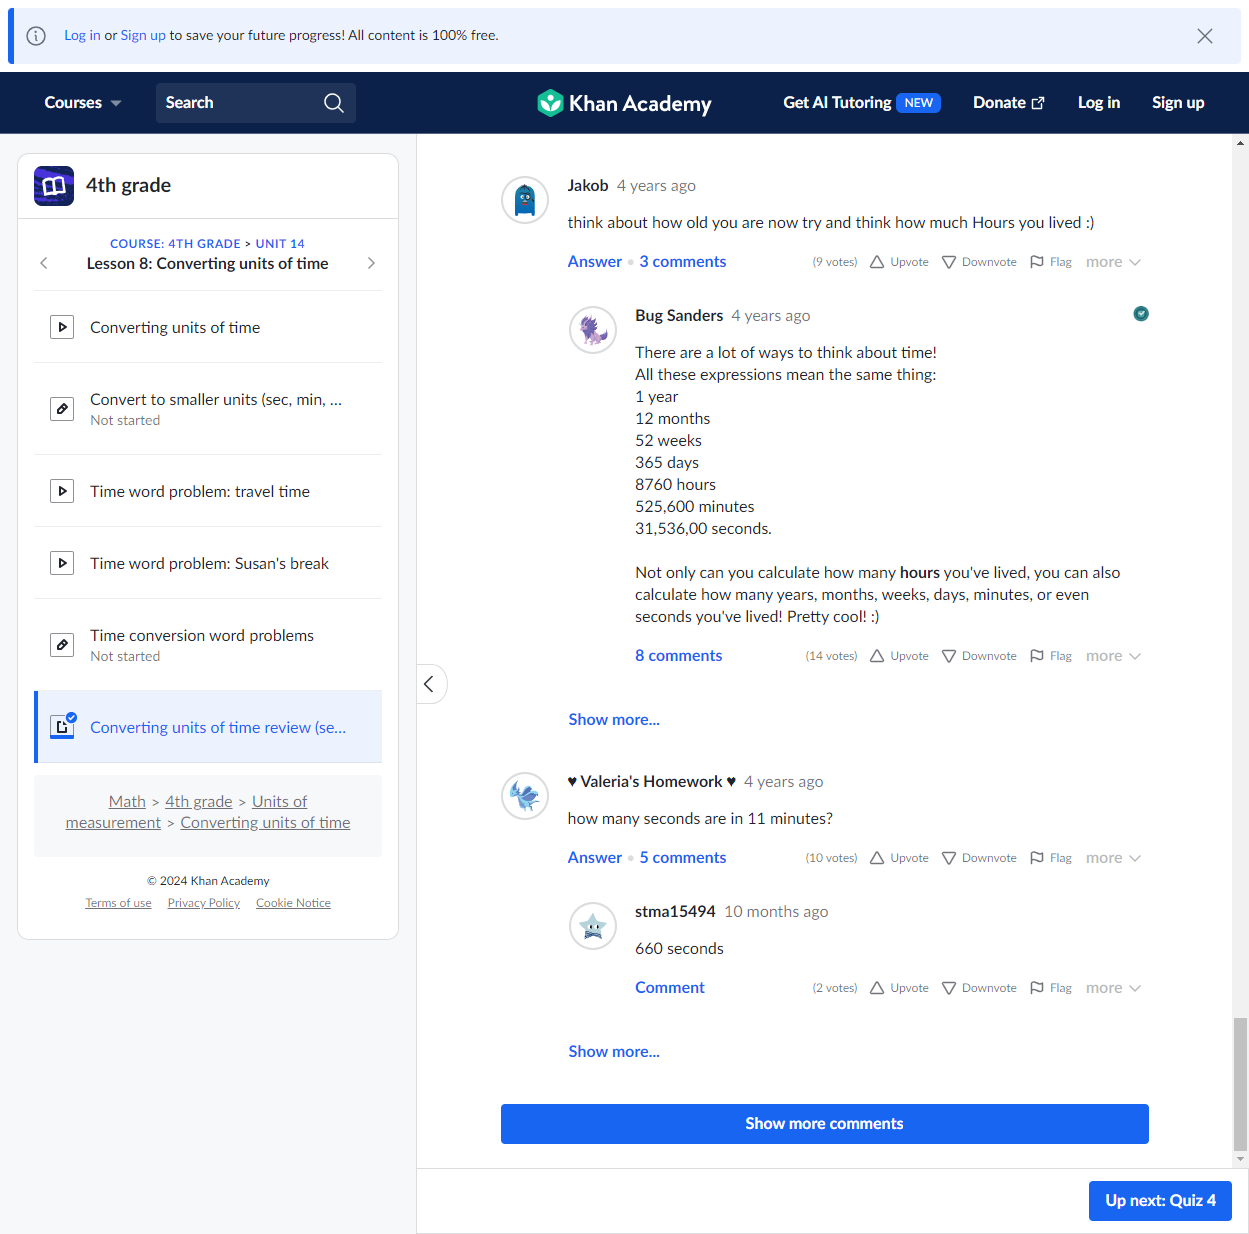 Log in or Sign up to save your future progress! All content is 100% free.
Courses
Search
Khan Academy
Get AI Tutoring NEW
Donate
Log in
Sign up
4th grade
COURSE: 4TH GRADE > UNIT 14
Lesson 8: Converting units of time
Converting units of time
Convert to smaller units (sec, min, ...
Not started
Time word problem: travel time
Time word problem: Susan's break
Time conversion word problems
Not started
Converting units of time review (se...
Math > 4th grade > Units of
measurement > Converting units of time
© 2024 Khan Academy
Terms of use Privacy Policy Cookie Notice
Jakob 4 years ago
think about how old you are now try and think how much Hours you lived :)
Answer • 3 comments (9 votes) Upvote Downvote Flag more
Bug Sanders 4 years ago
There are a lot of ways to think about time!
All these expressions mean the same thing:
1 year
12 months
52 weeks
365 days
8760 hours
525,600 minutes
31,536,00 seconds.
Not only can you calculate how many hours you've lived, you can also
calculate how many years, months, weeks, days, minutes, or even
seconds you've lived! Pretty cool! :)
8 comments (14 votes) Upvote Downvote Flag more
Show more...
♥ Valeria's Homework ♥ 4 years ago
how many seconds are in 11 minutes?
Answer • 5 comments (10 votes) Upvote Downvote Flag more
stma15494 10 months ago
660 seconds
Comment (2 votes) Upvote Downvote Flag more
Show more...
Show more comments
Up next: Quiz 4